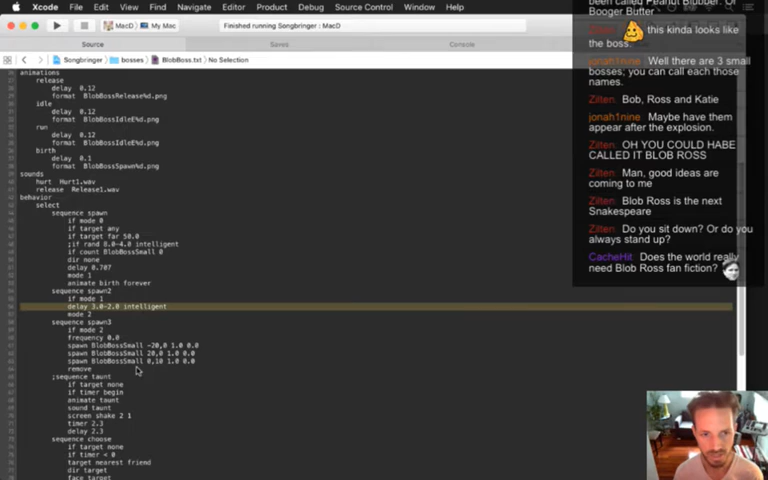 Xcode File Edit View Find Navigate Editor Product Debug Source Control Window Help
MacD My Mac
Finished running Songbringer : MacD
Source
Saves
Console
Songbringer bosses BlobBoss.txt No Selection
animations
release
delay 0.12
format BlobBossRelease%d.png
idle
delay 0.12
format BlobBossIdleE%d.png
run
delay 0.12
format BlobBossIdleE%d.png
birth
delay 0.1
format BlobBossSpawn%d.png
sounds
hurt Hurt1.wav
release Release1.wav
behavior
select
sequence spawn
if mode 0
if target any
if target far 50.0
;if rand 8.0-4.0 intelligent
if count BlobBossSmall 0
dir none
delay 0.707
mode 1
animate birth forever
sequence spawn2
if mode 1
delay 3.0-2.0 intelligent
mode 2
sequence spawn3
if mode 2
frequency 0.0
spawn BlobBossSmall -20,0 1.0 0.0
spawn BlobBossSmall 20,0 1.0 0.0
spawn BlobBossSmall 0,10 1.0 0.0
remove
;sequence taunt
if target none
if timer begin
animate taunt
sound taunt
screen shake 2 1
timer 2.3
delay 2.3
sequence choose
if target none
if timer < 0
target nearest friend
dir target
face target
been called Peanut Blubber. Or
Booger Butter
Zilten: this kinda looks like
the boss.
jonah1nine: Well there are 3 small
bosses; you can call each those
names.
Zilten: Bob, Ross and Katie
jonah1nine: Maybe have them
appear after the explosion.
Zilten: OH YOU COULD HABE
CALLED IT BLOB ROSS
Zilten: Man, good ideas are
coming to me
Zilten: Blob Ross is the next
Snakespeare
Zilten: Do you sit down? Or do you
always stand up?
CacheHit: Does the world really
need Blob Ross fan fiction?